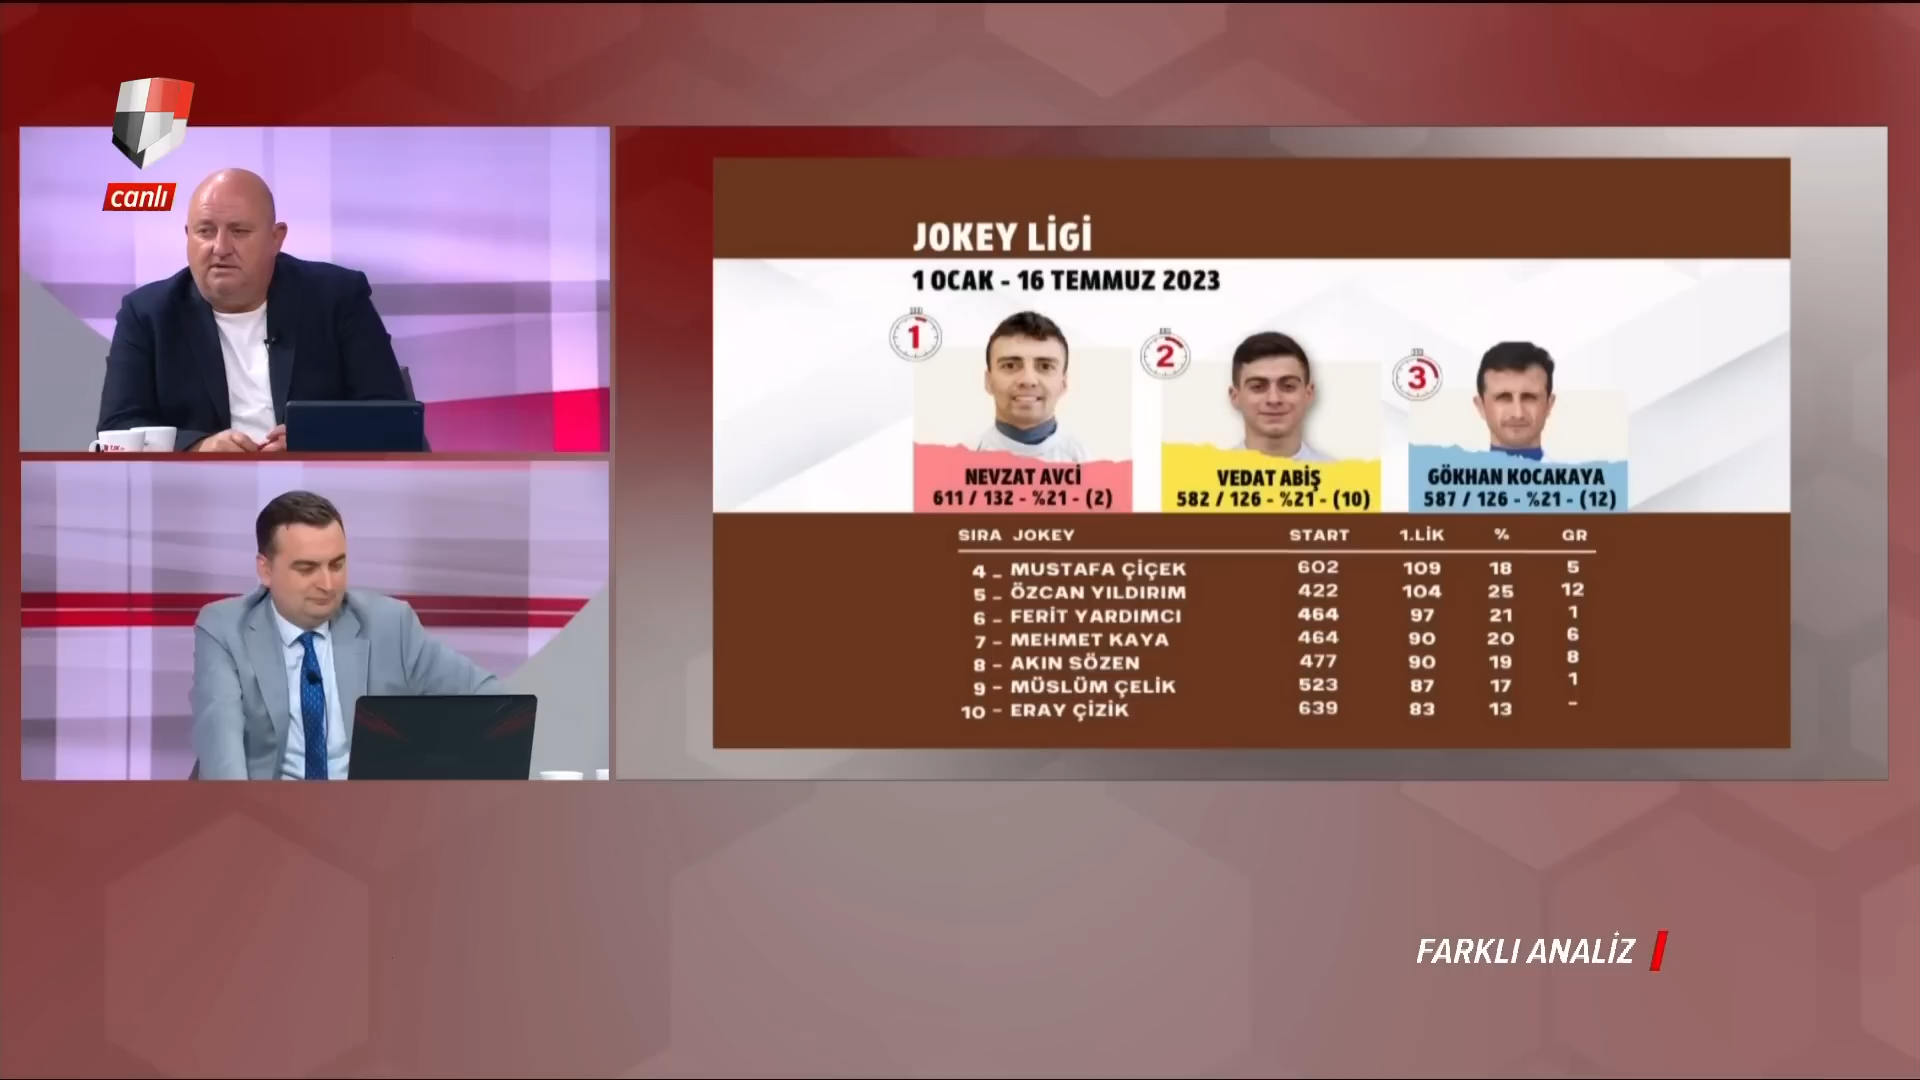 canlı
JOKEY LİGİ
1 OCAK - 16 TEMMUZ 2023
1
2
3
NEVZAT AVCİ
611 / 132 - %21 - (2)
VEDAT ABİŞ
582 / 126 - %21 - (10)
GÖKHAN KOCAKAYA
587 / 126 - %21 - (12)
SIRA JOKEY START 1.LİK % GR
4 - MUSTAFA ÇİÇEK 602 109 18 5
5 - ÖZCAN YILDIRIM 422 104 25 12
6 - FERİT YARDIMCI 464 97 21 1
7 - MEHMET KAYA 464 90 20 6
8 - AKIN SÖZEN 477 90 19 8
9 - MÜSLÜM ÇELİK 523 87 17 1
10 - ERAY ÇİZİK 639 83 13 -
FARKLI ANALİZ